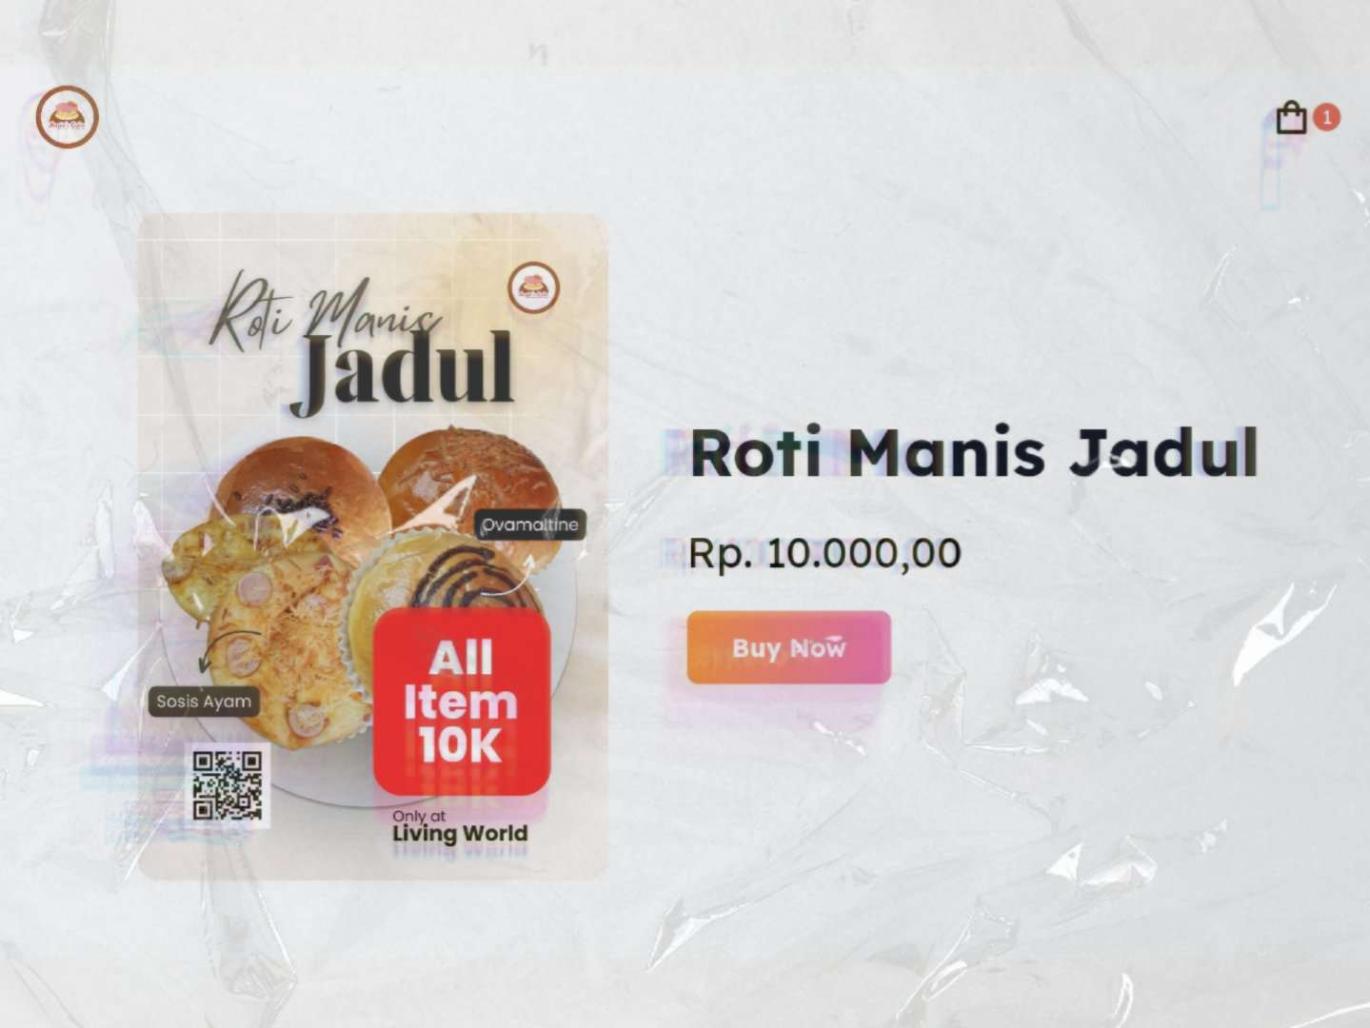 1
Roti Manis
Jadul
Ovamaltine
All
Item
10K
Sosis Ayam
Only at
Living World
Roti Manis Jadul
Rp. 10.000,00
Buy Now